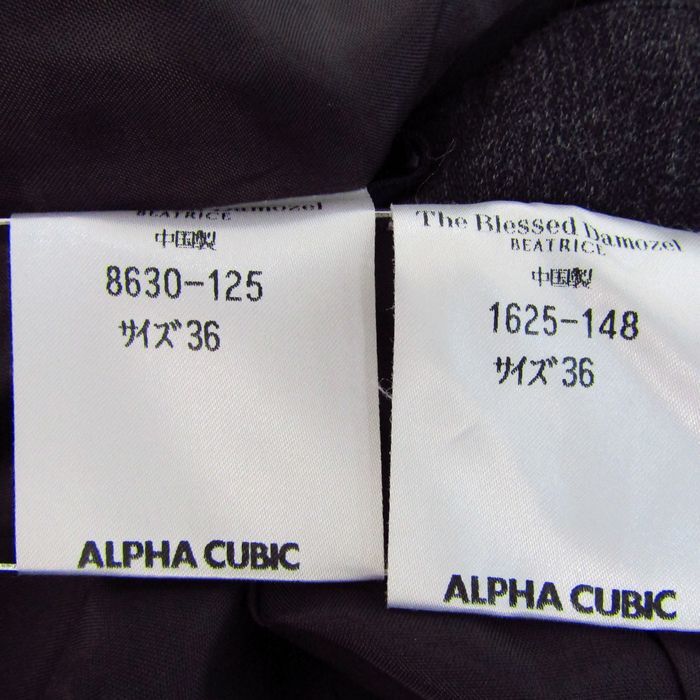 Damozel
BEATRICE
中国製
8630-125
サイズ36
ALPHA CUBIC
The Blessed Damozel
BEATRICE
中国製
1625-148
サイズ36
ALPHA CUBIC